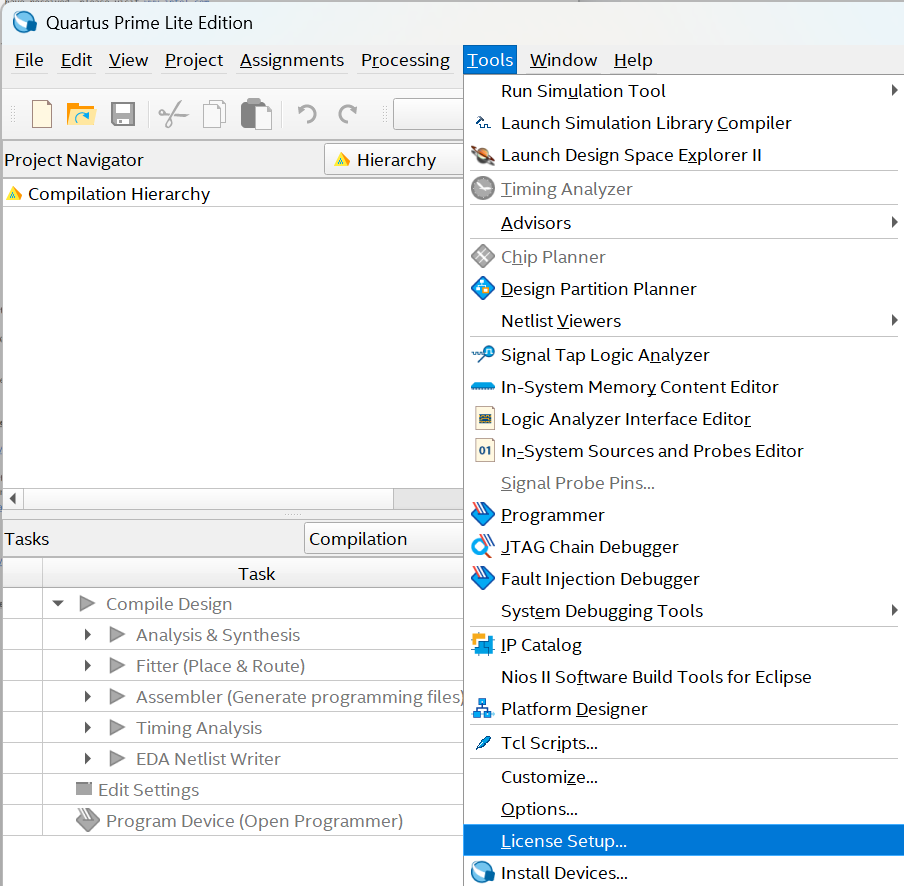 Quartus Prime Lite Edition
File Edit View Project Assignments Processing Tools Window Help
Run Simulation Tool
Launch Simulation Library Compiler
Launch Design Space Explorer II
Timing Analyzer
Advisors
Chip Planner
Design Partition Planner
Netlist Viewers
Signal Tap Logic Analyzer
In-System Memory Content Editor
Logic Analyzer Interface Editor
01 In-System Sources and Probes Editor
Signal Probe Pins...
Programmer
JTAG Chain Debugger
Fault Injection Debugger
System Debugging Tools
IP Catalog
Nios II Software Build Tools for Eclipse
Platform Designer
Tcl Scripts...
Customize...
Options...
License Setup...
Install Devices...
Project Navigator Hierarchy
Compilation Hierarchy
Tasks Compilation
Task
Compile Design
Analysis & Synthesis
Fitter (Place & Route)
Assembler (Generate programming files)
Timing Analysis
EDA Netlist Writer
Edit Settings
Program Device (Open Programmer)